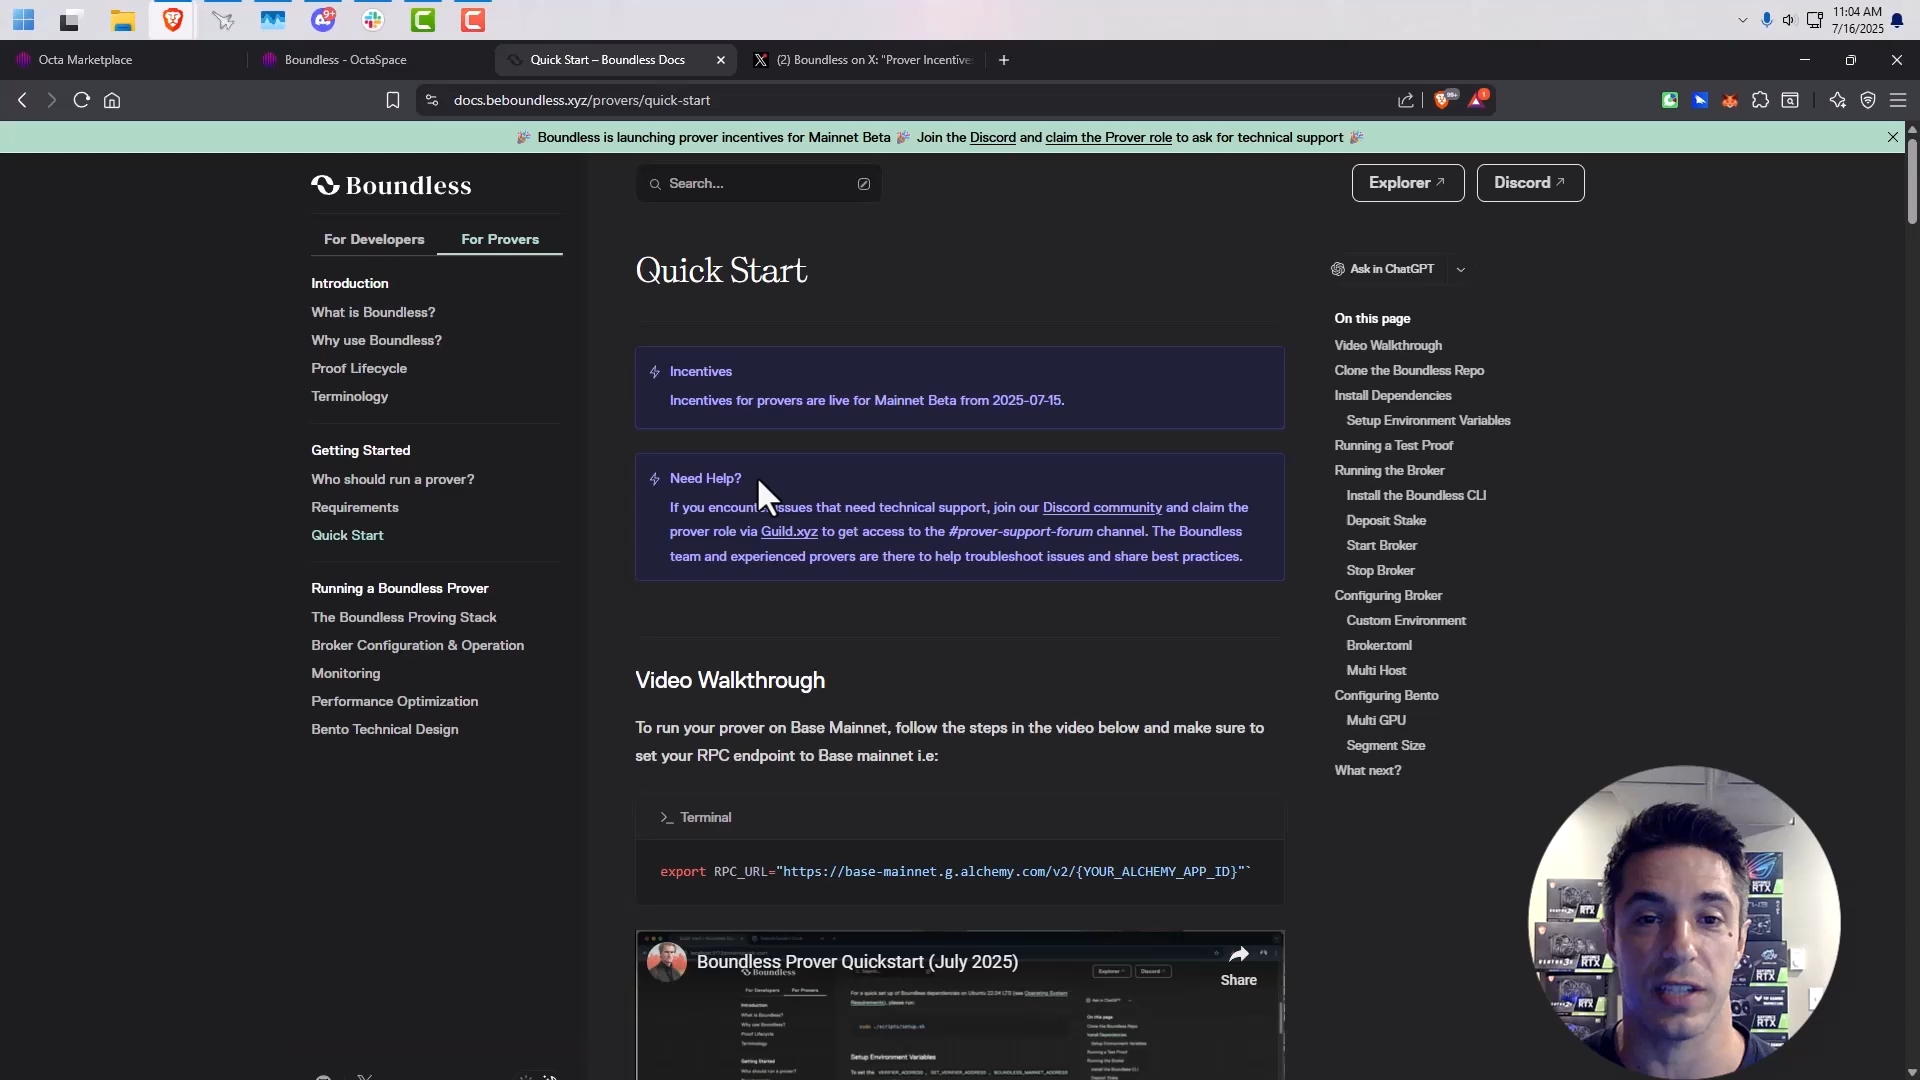 11:04 AM
7/16/2025
Octa Marketplace
Boundless - OctaSpace
Quick Start – Boundless Docs
(2) Boundless on X: "Prover Incentive
docs.beboundless.xyz/provers/quick-start
Boundless is launching prover incentives for Mainnet Beta Join the Discord and claim the Prover role to ask for technical support
Boundless
Search...
Explorer
Discord
For Developers
For Provers
Introduction
What is Boundless?
Why use Boundless?
Proof Lifecycle
Terminology
Getting Started
Who should run a prover?
Requirements
Quick Start
Running a Boundless Prover
The Boundless Proving Stack
Broker Configuration & Operation
Monitoring
Performance Optimization
Bento Technical Design
Quick Start
Incentives
Incentives for provers are live for Mainnet Beta from 2025-07-15.
Need Help?
If you encounter issues that need technical support, join our Discord community and claim the
prover role via Guild.xyz to get access to the #prover-support-forum channel. The Boundless
team and experienced provers are there to help troubleshoot issues and share best practices.
Video Walkthrough
To run your prover on Base Mainnet, follow the steps in the video below and make sure to
set your RPC endpoint to Base mainnet i.e:
Terminal
export RPC_URL="https://base-mainnet.g.alchemy.com/v2/{YOUR_ALCHEMY_APP_ID}"`
Boundless Prover Quickstart (July 2025)
Share
Ask in ChatGPT
On this page
Video Walkthrough
Clone the Boundless Repo
Install Dependencies
Setup Environment Variables
Running a Test Proof
Running the Broker
Install the Boundless CLI
Deposit Stake
Start Broker
Stop Broker
Configuring Broker
Custom Environment
Broker.toml
Multi Host
Configuring Bento
Multi GPU
Segment Size
What next?